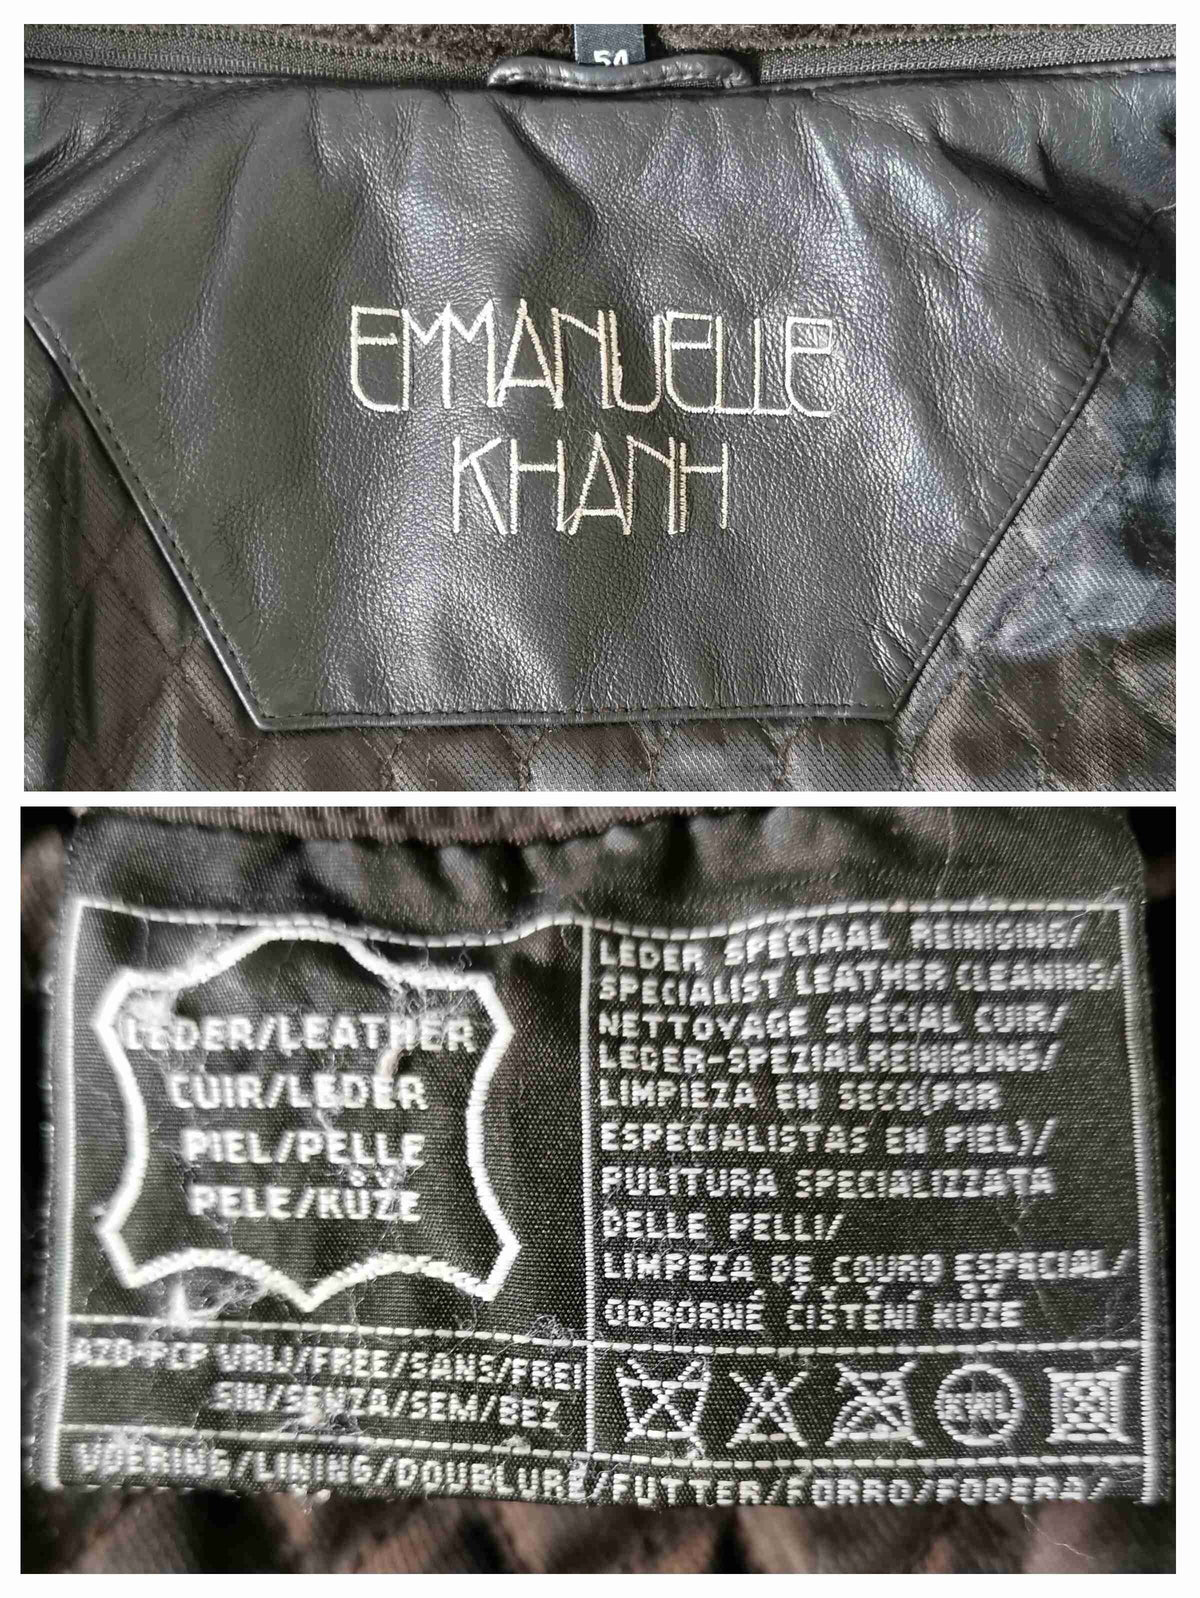 54
EMMANUELLE
KHANH
LEDER/LEATHER
CUIR/LEDER
PIEL/PELLE
PELE/KŮŽE
LEDER SPECIAAL REINIGING/
SPECIALIST LEATHER CLEANING/
NETTOYAGE SPÉCIAL CUIR/
LEDER-SPEZIALREINIGUNG/
LIMPIEZA EN SECO(POR
ESPECIALISTAS EN PIEL)/
PULITURA SPECIALIZZATA
DELLE PELLI/
LIMPEZA DE COURO ESPECIAL/
ODBORNÉ ČIŠTĚNÍ KŮŽE
AZO-PCP VRIJ/FREE/SANS/FREI
SIN/SENZA/SEM/BEZ
VOERING/LINING/DOUBLURE/FUTTER/FORRO/FODERA/